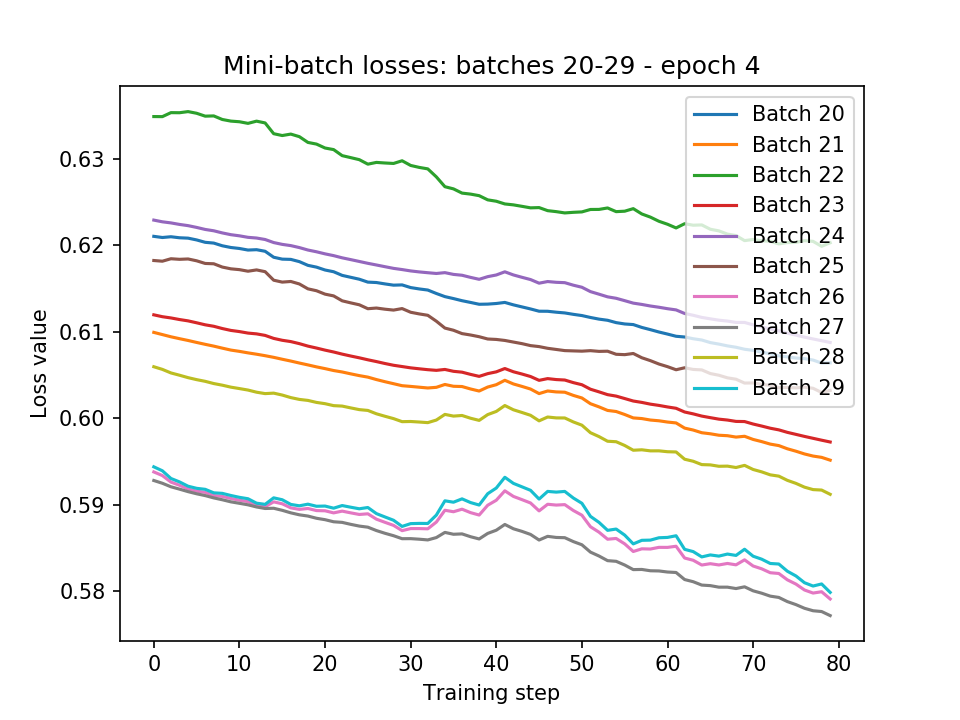 Mini-batch losses: batches 20-29 - epoch 4
Loss value
0.63
0.62
0.61
0.60
0.59
0.58
Batch 20
Batch 21
Batch 22
Batch 23
Batch 24
Batch 25
Batch 26
Batch 27
Batch 28
Batch 29
0 10 20 30 40 50 60 70 80
Training step